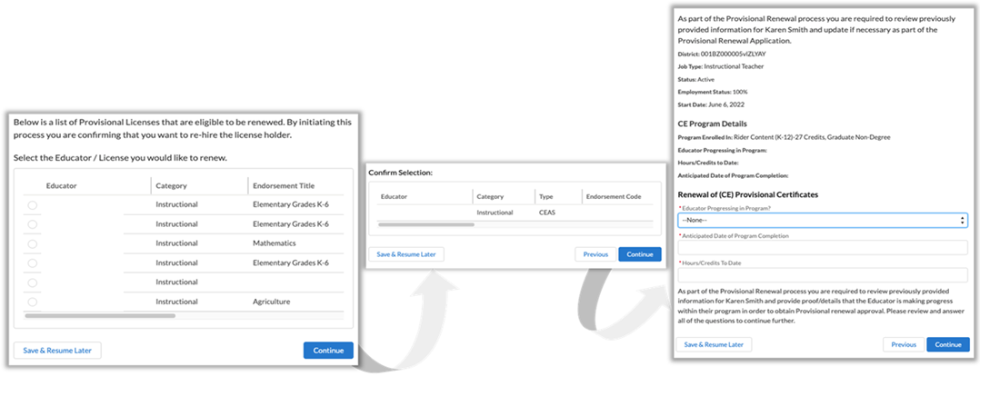 Below is a list of Provisional Licenses that are eligible to be renewed. By initiating this
process you are confirming that you want to re-hire the license holder.
Select the Educator / License you would like to renew.
Educator Category Endorsement Title
Instructional Elementary Grades K-6
Instructional Elementary Grades K-6
Instructional Mathematics
Instructional Elementary Grades K-6
Instructional
Instructional Agriculture
Save & Resume Later Continue
Confirm Selection:
Educator Category Type Endorsement Code
Instructional CEAS
Save & Resume Later Previous Continue
As part of the Provisional Renewal process you are required to review previously
provided information for Karen Smith and update if necessary as part of the
Provisional Renewal Application.
District: 001BZ00000SvlZLYAY
Job Type: Instructional Teacher
Status: Active
Employment Status: 100%
Start Date: June 6, 2022
CE Program Details
Program Enrolled In: Rider Content (K-12)-27 Credits, Graduate Non-Degree
Educator Progressing in Program:
Hours/Credits to Date:
Anticipated Date of Program Completion:
Renewal of (CE) Provisional Certificates
* Educator Progressing in Program?
--None--
* Anticipated Date of Program Completion
* Hours/Credits To Date
As part of the Provisional Renewal process you are required to review previously provided
information for Karen Smith and provide proof/details that the Educator is making progress
within their program in order to obtain Provisional renewal approval. Please review and answer
all of the questions to continue further.
Save & Resume Later Previous Continue